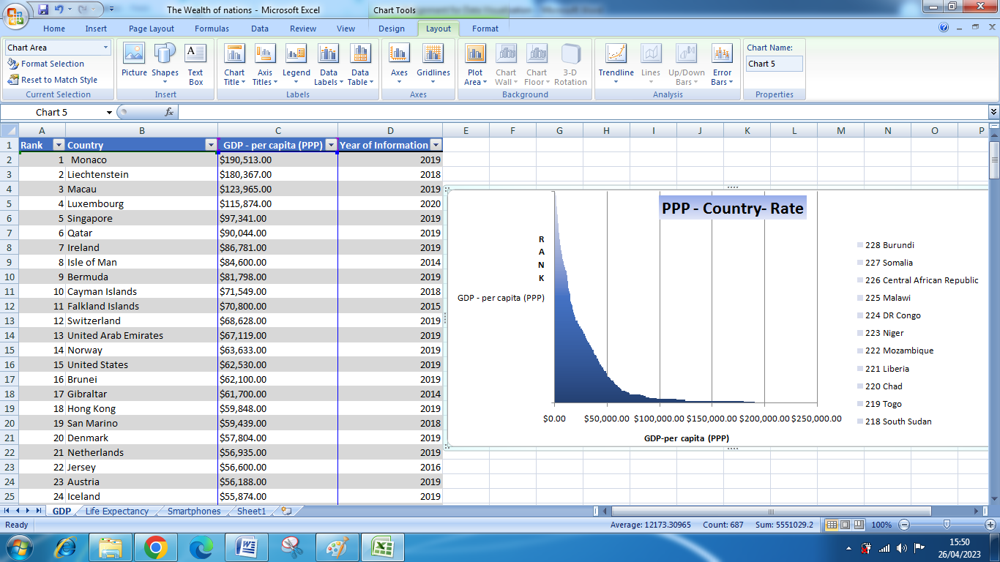 The Wealth of nations - Microsoft Excel
Chart Tools
Home Insert Page Layout Formulas Data Review View Design Layout Format
Chart Area
Format Selection
Reset to Match Style
Current Selection
Picture Shapes Text Box
Insert
Chart Title Axis Titles Legend Data Labels Data Table
Labels
Axes Gridlines
Axes
Plot Area Chart Wall Chart Floor 3-D Rotation
Background
Trendline Lines Up/Down Bars Error Bars
Analysis
Chart Name:
Chart 5
Properties
Chart 5 fx
A B C D E F G H I J K L M N O P
1 Rank Country GDP - per capita (PPP) Year of Information
2 1 Monaco $190,513.00 2019
3 2 Liechtenstein $180,367.00 2018
4 3 Macau $123,965.00 2019
5 4 Luxembourg $115,874.00 2020
6 5 Singapore $97,341.00 2019
7 6 Qatar $90,044.00 2019
8 7 Ireland $86,781.00 2019
9 8 Isle of Man $84,600.00 2014
10 9 Bermuda $81,798.00 2019
11 10 Cayman Islands $71,549.00 2018
12 11 Falkland Islands $70,800.00 2015
13 12 Switzerland $68,628.00 2019
14 13 United Arab Emirates $67,119.00 2019
15 14 Norway $63,633.00 2019
16 15 United States $62,530.00 2019
17 16 Brunei $62,100.00 2019
18 17 Gibraltar $61,700.00 2014
19 18 Hong Kong $59,848.00 2019
20 19 San Marino $59,439.00 2018
21 20 Denmark $57,804.00 2019
22 21 Netherlands $56,935.00 2019
23 22 Jersey $56,600.00 2016
24 23 Austria $56,188.00 2019
25 24 Iceland $55,874.00 2019
PPP - Country- Rate
R
A
N
K
GDP - per capita (PPP)
$0.00 $50,000.00 $100,000.00 $150,000.00 $200,000.00 $250,000.00
GDP-per capita (PPP)
228 Burundi
227 Somalia
226 Central African Republic
225 Malawi
224 DR Congo
223 Niger
222 Mozambique
221 Liberia
220 Chad
219 Togo
218 South Sudan
GDP Life Expectancy Smartphones Sheet1
Ready Average: 12173.30965 Count: 687 Sum: 5551029.2 100%
15:50
26/04/2023